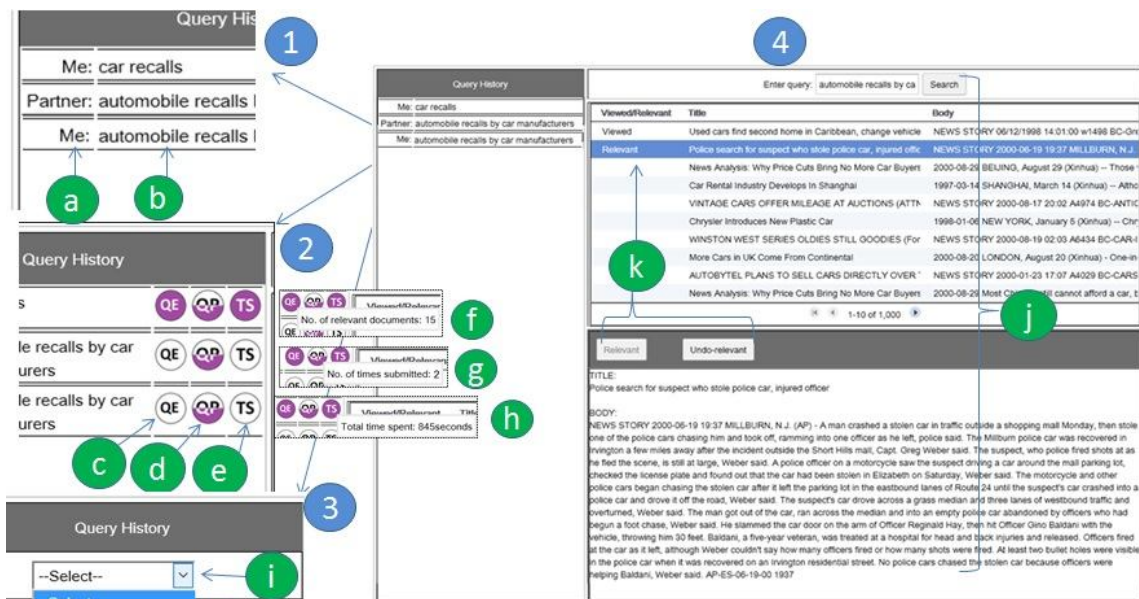 Query His
1
Me: car recalls
Partner: automobile recalls
Me: automobile recalls
a
b
2
Query History
s
QE QP TS
le recalls by car
urers
QE QP TS
le recalls by car
urers
QE QP TS
c
d
e
QE QP TS Viewed/Relevan
No. of relevant documents: 15
f
QE QP TS
No. of times submitted: 2
g
QE QP TS Viewed/Relevant
Total time spent: 845seconds
h
3
Query History
--Select--
i
4
Query History
Me: car recalls
Partner: automobile recalls by car manufacturers
Me: automobile recalls by car manufacturers
Enter query: automobile recalls by ca Search
Viewed/Relevant Title Body
Viewed Used cars find second home in Caribbean, change vehicle NEWS STORY 06/12/1998 14:01:00 w1498 BC-Gre
Relevant Police search for suspect who stole police car, injured offic NEWS STORY 2000-06-19 19:37 MILLBURN, N.J.
News Analysis: Why Price Cuts Bring No More Car Buyers 2000-08-29 BEIJING, August 29 (Xinhua) -- Those
Car Rental Industry Develops In Shanghai 1997-03-14 SHANGHAI, March 14 (Xinhua) -- Altho
VINTAGE CARS OFFER MILEAGE AT AUCTIONS (ATTN NEWS STORY 2000-08-17 20:02 A4974 BC-ANTIC
Chrysler Introduces New Plastic Car 1998-01-06 NEW YORK, January 5 (Xinhua) -- Chry
WINSTON WEST SERIES OLDIES STILL GOODIES (For NEWS STORY 2000-08-19 02:03 A6434 BC-CAR-
More Cars in UK Come From Continental 2000-08-20 LONDON, August 20 (Xinhua) - One-in
AUTOBYTEL PLANS TO SELL CARS DIRECTLY OVER NEWS STORY 2000-01-23 17:07 A4029 BC-CARS
News Analysis: Why Price Cuts Bring No More Car Buyers 2000-08-29 Most still cannot afford a car, b
1-10 of 1,000
k
j
Relevant Undo-relevant
TITLE:
Police search for suspect who stole police car, injured officer
BODY:
NEWS STORY 2000-06-19 19:37 MILLBURN, N.J. (AP) - A man crashed a stolen car in traffic outside a shopping mall Monday, then stole
one of the police cars chasing him and took off, ramming into one officer as he left, police said. The Millburn police car was recovered in
Irvington a few miles away after the incident outside the Short Hills mall, Capt. Greg Weber said. The suspect, who police fired shots at as
he fled the scene, is still at large, Weber said. A police officer on a motorcycle saw the suspect driving a car around the mall parking lot,
checked the license plate and found out that the car had been stolen in Elizabeth on Saturday, Weber said. The motorcycle and other
police cars began chasing the stolen car after it left the parking lot in the eastbound lanes of Route 24 until the suspect's car crashed into a
police car and drove it off the road, Weber said. The suspect's car drove across a grass median and three lanes of westbound traffic and
overturned, Weber said. The man got out of the car, ran across the median and into an empty police car abandoned by officers who had
begun a foot chase, Weber said. He slammed the car door on the arm of Officer Reginald Hay, then hit Officer Gino Baldani with the
vehicle, throwing him 30 feet. Baldani, a five-year veteran, was treated at a hospital for head and back injuries and released. Officers fired
at the car as it left, although Weber couldn't say how many officers fired or how many shots were fired. At least two bullet holes were visible
in the police car when it was recovered on an Irvington residential street. No police cars chased the stolen car because officers were
helping Baldani, Weber said. AP-ES-06-19-00 1937